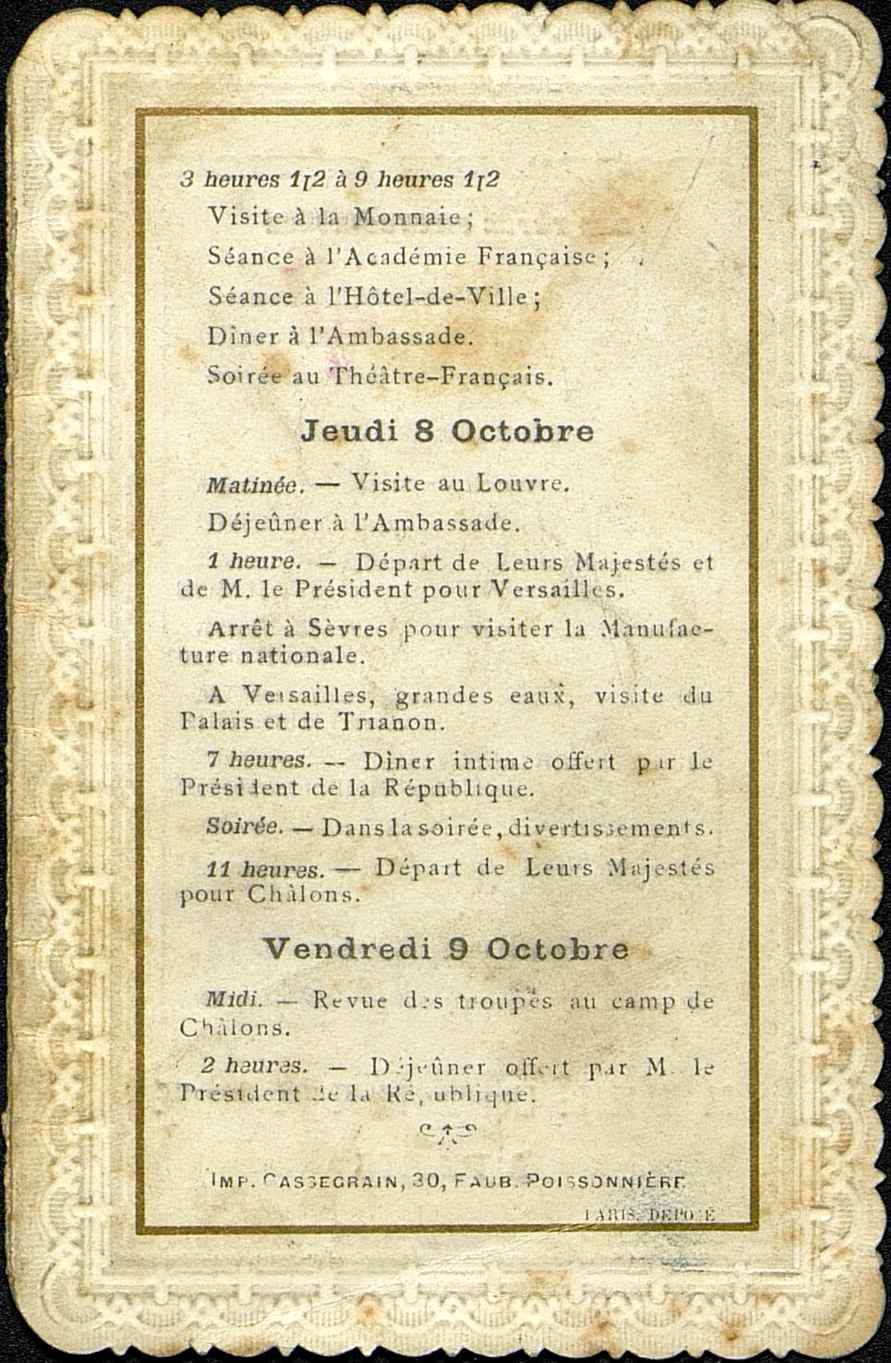 3 heures 1/2 à 9 heures 1/2
Visite à la Monnaie ;
Séance à l'Académie Française ;
Séance à l'Hôtel-de-Ville ;
Dîner à l'Ambassade.
Soirée au Théâtre-Français.
Jeudi 8 Octobre
Matinée. — Visite au Louvre.
Déjeûner à l'Ambassade.
1 heure. — Départ de Leurs Majestés et
de M. le Président pour Versailles.
Arrêt à Sèvres pour visiter la Manufac-
ture nationale.
A Versailles, grandes eaux, visite du
Palais et de Trianon.
7 heures. — Dîner intime offert par le
Président de la République.
Soirée. — Dans la soirée, divertissements.
11 heures. — Départ de Leurs Majestés
pour Châlons.
Vendredi 9 Octobre
Midi. — Revue des troupes au camp de
Châlons.
2 heures. — Déjeûner offert par M. le
Président de la République.
IMP. CASSEGRAIN, 30, FAUB. POISSONNIÈRE
PARIS. DÉPOSÉ